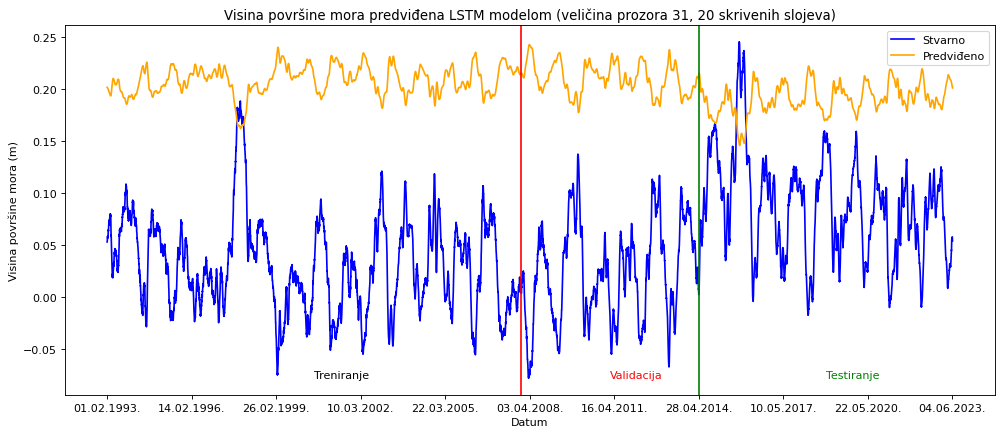 Visina površine mora predviđena LSTM modelom (veličina prozora 31, 20 skrivenih slojeva)
Stvarno
Predviđeno
Visina površine mora (m)
0.25
0.20
0.15
0.10
0.05
0.00
−0.05
Treniranje
Validacija
Testiranje
01.02.1993.
14.02.1996.
26.02.1999.
10.03.2002.
22.03.2005.
03.04.2008.
16.04.2011.
28.04.2014.
10.05.2017.
22.05.2020.
04.06.2023.
Datum